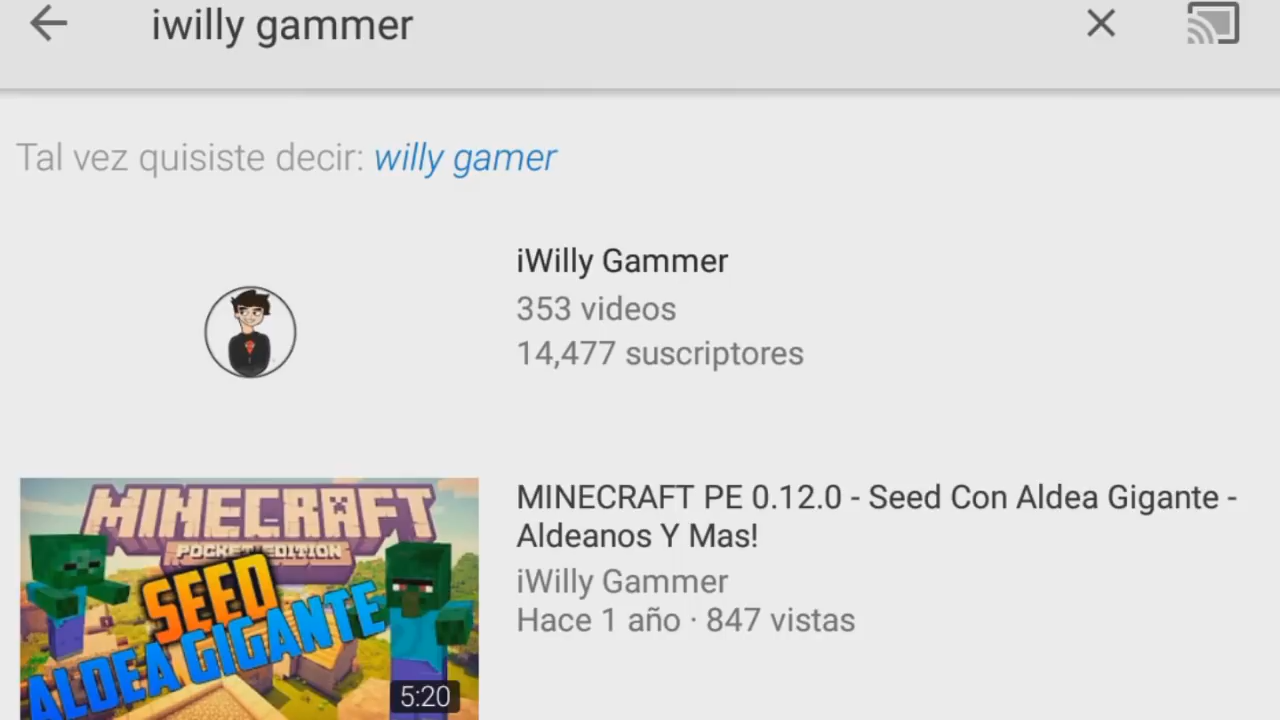 iwilly gammer
Tal vez quisiste decir: willy gamer
iWilly Gammer
353 videos
14,477 suscriptores
MINECRAFT
POCKET EDITION
SEED
ALDEA GIGANTE
5:20
MINECRAFT PE 0.12.0 - Seed Con Aldea Gigante -
Aldeanos Y Mas!
iWilly Gammer
Hace 1 año · 847 vistas